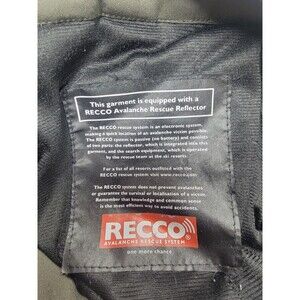 This garment is equipped with a
RECCO Avalanche Rescue Reflector
The RECCO rescue system is an electronic system,
making a quick location of an avalanche victim possible.
The RECCO system is passive (no battery) and consists
of two parts: the reflector, which is integrated into this
garment, and the search equipment, which is operated
by the rescue team at the ski resorts.
For a list of all resorts outfitted with the
RECCO rescue system visit www.recco.com
The RECCO system does not prevent avalanches
or guarantee the survival or localisation of a victim.
Remember that knowledge and common sense
is the most efficient way to avoid accidents.
RECCO
®
AVALANCHE RESCUE SYSTEM
one more chance